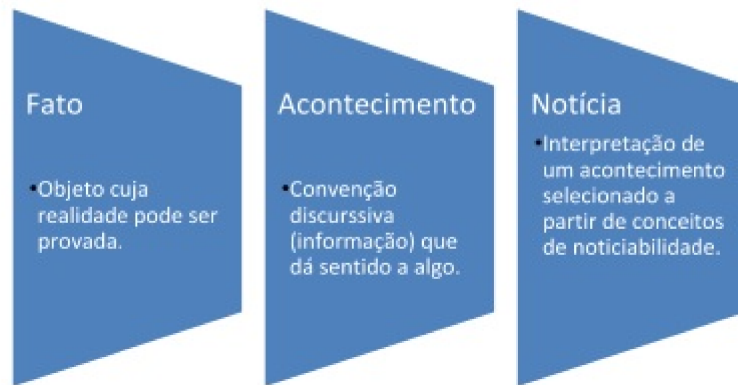 Fato
•Objeto cuja
realidade pode ser
provada.
Acontecimento
•Convenção
discurssiva
(informação) que
dá sentido a algo.
Notícia
•Interpretação de
um acontecimento
selecionado a
partir de conceitos
de noticiabilidade.